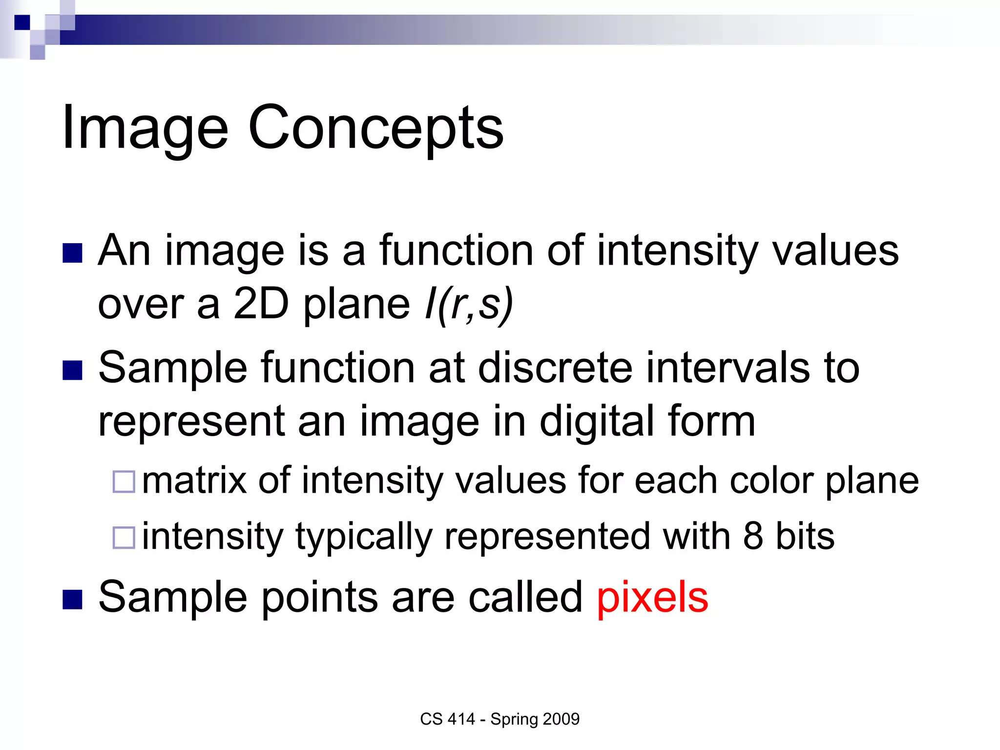 Image Concepts
An image is a function of intensity values
over a 2D plane I(r,s)
Sample function at discrete intervals to
represent an image in digital form
matrix of intensity values for each color plane
intensity typically represented with 8 bits
Sample points are called pixels
CS 414 - Spring 2009